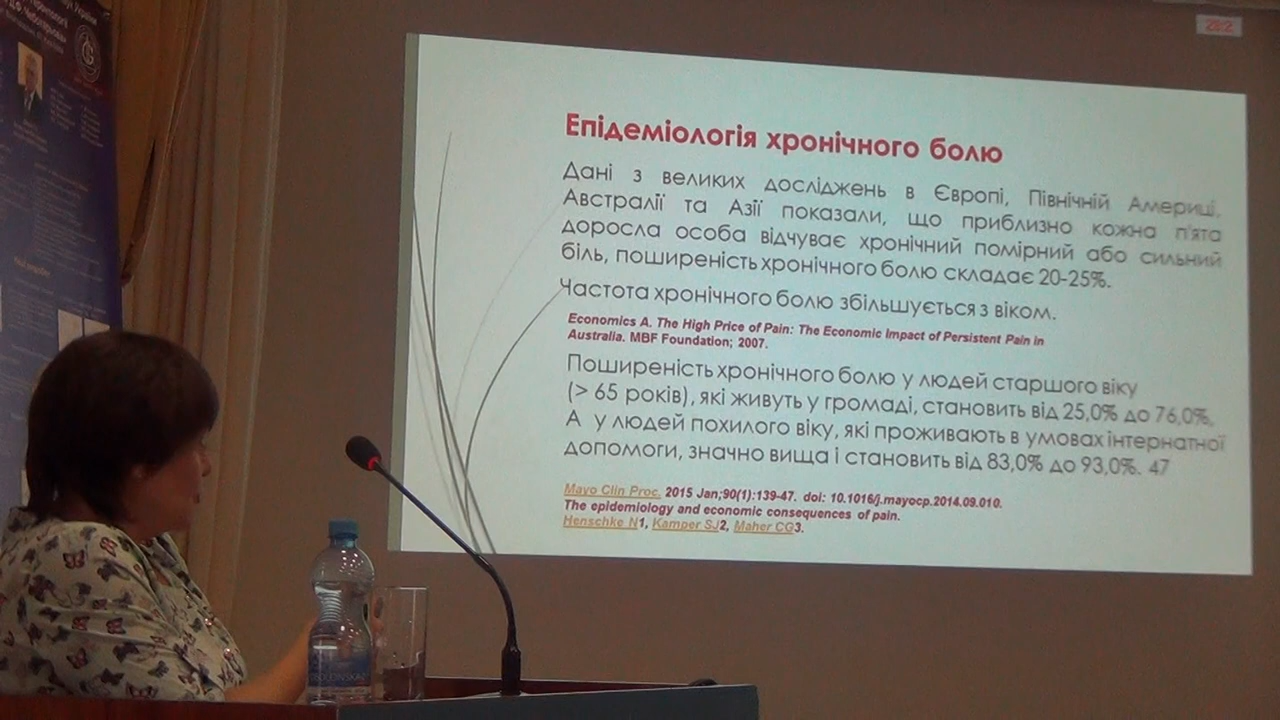 України
Геронтології
Епідеміологія хронічного болю
Дані з великих досліджень в Європі, Північній Америці,
Австралії та Азії показали, що приблизно кожна п'ята
доросла особа відчуває хронічний помірний або сильний
біль, поширеність хронічного болю складає 20-25%.
Частота хронічного болю збільшується з віком.
Economics A. The High Price of Pain: The Economic Impact of Persistent Pain in
Australia. MBF Foundation; 2007.
Поширеність хронічного болю у людей старшого віку
(> 65 років), які живуть у громаді, становить від 25,0% до 76,0%.
А у людей похилого віку, які проживають в умовах інтернатної
допомоги, значно вища і становить від 83,0% до 93,0%. 47
Mayo Clin Proc. 2015 Jan;90(1):139-47. doi: 10.1016/j.mayocp.2014.09.010.
The epidemiology and economic consequences of pain.
Henschke N1, Kamper SJ2, Maher CG3.